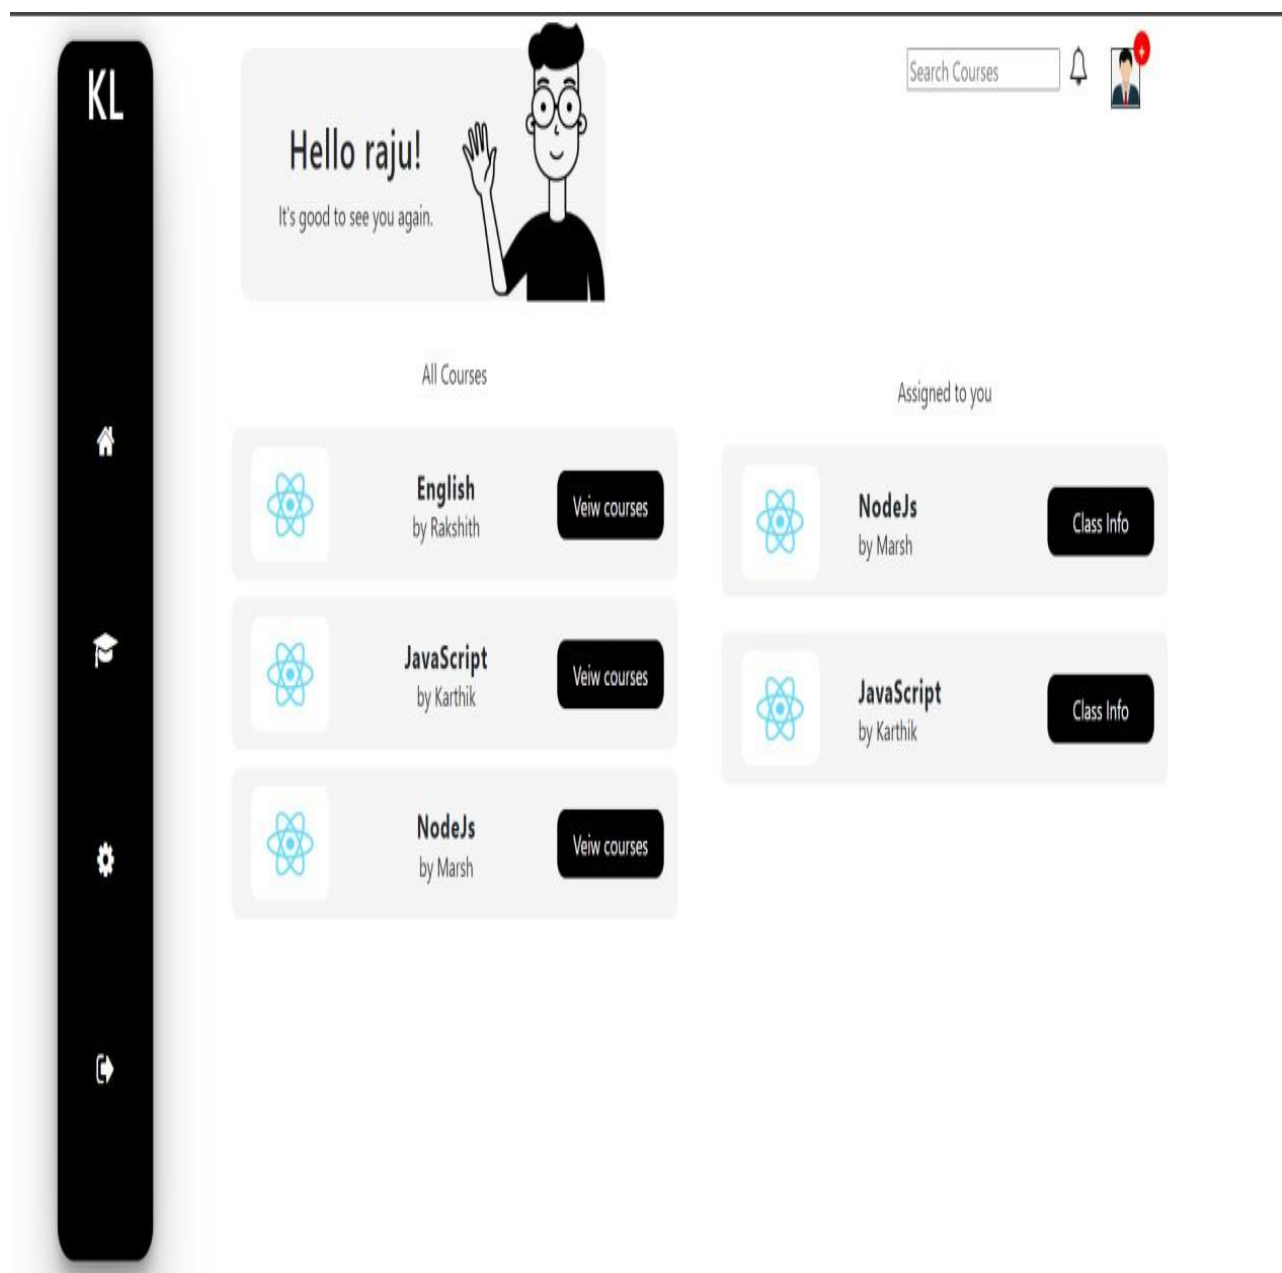 KL
Hello raju!
It's good to see you again.
Search Courses
+
All Courses
English
by Rakshith
Veiw courses
JavaScript
by Karthik
Veiw courses
NodeJs
by Marsh
Veiw courses
Assigned to you
NodeJs
by Marsh
Class Info
JavaScript
by Karthik
Class Info